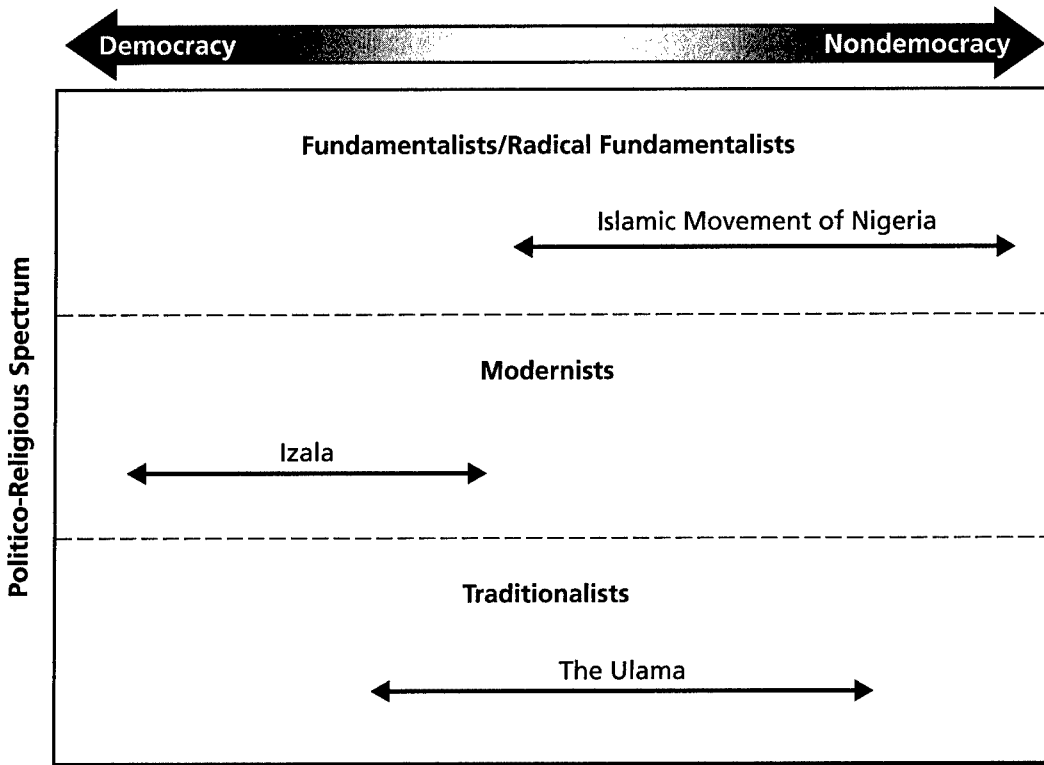 Democracy Nondemocracy
Politico-Religious Spectrum
Fundamentalists/Radical Fundamentalists
Islamic Movement of Nigeria
Modernists
Izala
Traditionalists
The Ulama